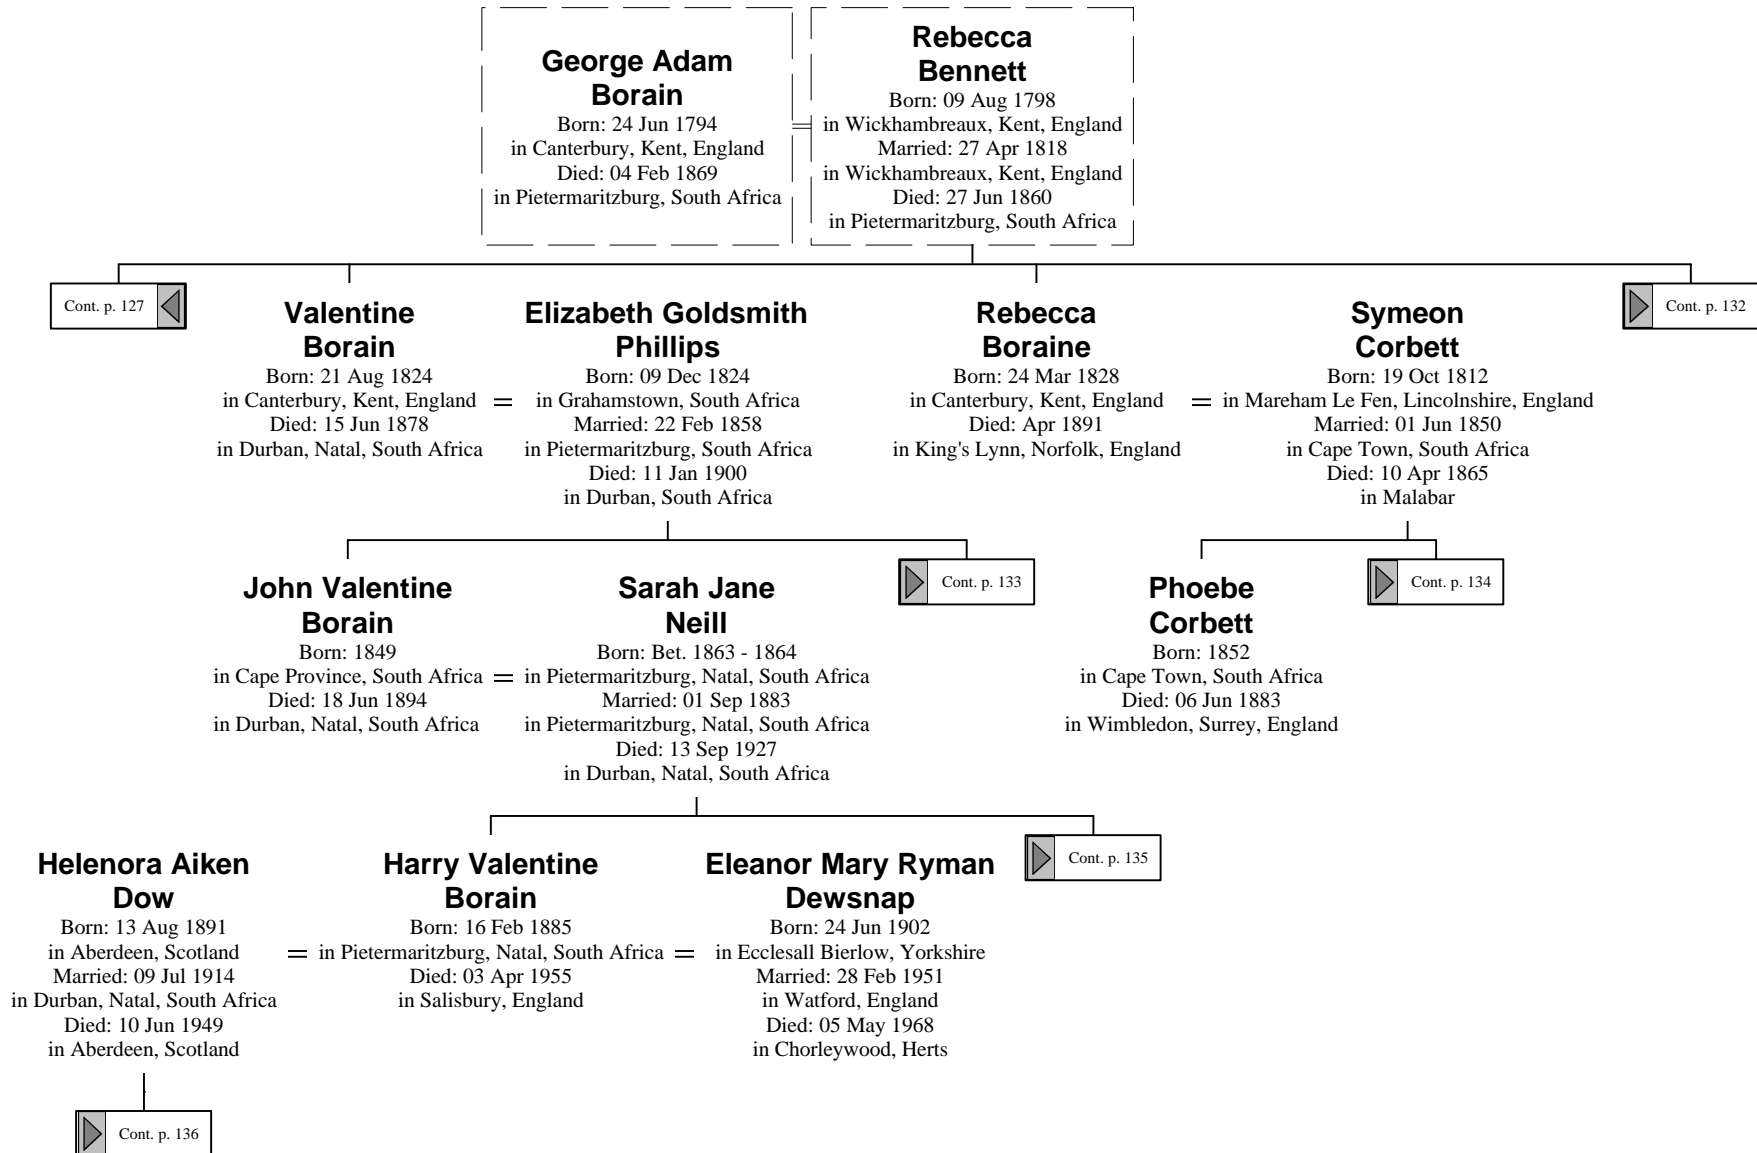 George Adam
Borain
Born: 24 Jun 1794
in Canterbury, Kent, England
Died: 04 Feb 1869
in Pietermaritzburg, South Africa
=
Rebecca
Bennett
Born: 09 Aug 1798
in Wickhambreaux, Kent, England
Married: 27 Apr 1818
in Wickhambreaux, Kent, England
Died: 27 Jun 1860
in Pietermaritzburg, South Africa
Cont. p. 127
Valentine
Borain
Born: 21 Aug 1824
in Canterbury, Kent, England
Died: 15 Jun 1878
in Durban, Natal, South Africa
=
Elizabeth Goldsmith
Phillips
Born: 09 Dec 1824
in Grahamstown, South Africa
Married: 22 Feb 1858
in Pietermaritzburg, South Africa
Died: 11 Jan 1900
in Durban, South Africa
Rebecca
Boraine
Born: 24 Mar 1828
in Canterbury, Kent, England
Died: Apr 1891
in King's Lynn, Norfolk, England
=
Symeon
Corbett
Born: 19 Oct 1812
in Mareham Le Fen, Lincolnshire, England
Married: 01 Jun 1850
in Cape Town, South Africa
Died: 10 Apr 1865
in Malabar
Cont. p. 132
John Valentine
Borain
Born: 1849
in Cape Province, South Africa
Died: 18 Jun 1894
in Durban, Natal, South Africa
=
Sarah Jane
Neill
Born: Bet. 1863 - 1864
in Pietermaritzburg, Natal, South Africa
Married: 01 Sep 1883
in Pietermaritzburg, Natal, South Africa
Died: 13 Sep 1927
in Durban, Natal, South Africa
Cont. p. 133
Phoebe
Corbett
Born: 1852
in Cape Town, South Africa
Died: 06 Jun 1883
in Wimbledon, Surrey, England
Cont. p. 134
Helenora Aiken
Dow
Born: 13 Aug 1891
in Aberdeen, Scotland
Married: 09 Jul 1914
in Durban, Natal, South Africa
Died: 10 Jun 1949
in Aberdeen, Scotland
=
Harry Valentine
Borain
Born: 16 Feb 1885
in Pietermaritzburg, Natal, South Africa
Died: 03 Apr 1955
in Salisbury, England
=
Eleanor Mary Ryman
Dewsnap
Born: 24 Jun 1902
in Ecclesall Bierlow, Yorkshire
Married: 28 Feb 1951
in Watford, England
Died: 05 May 1968
in Chorleywood, Herts
Cont. p. 135
Cont. p. 136